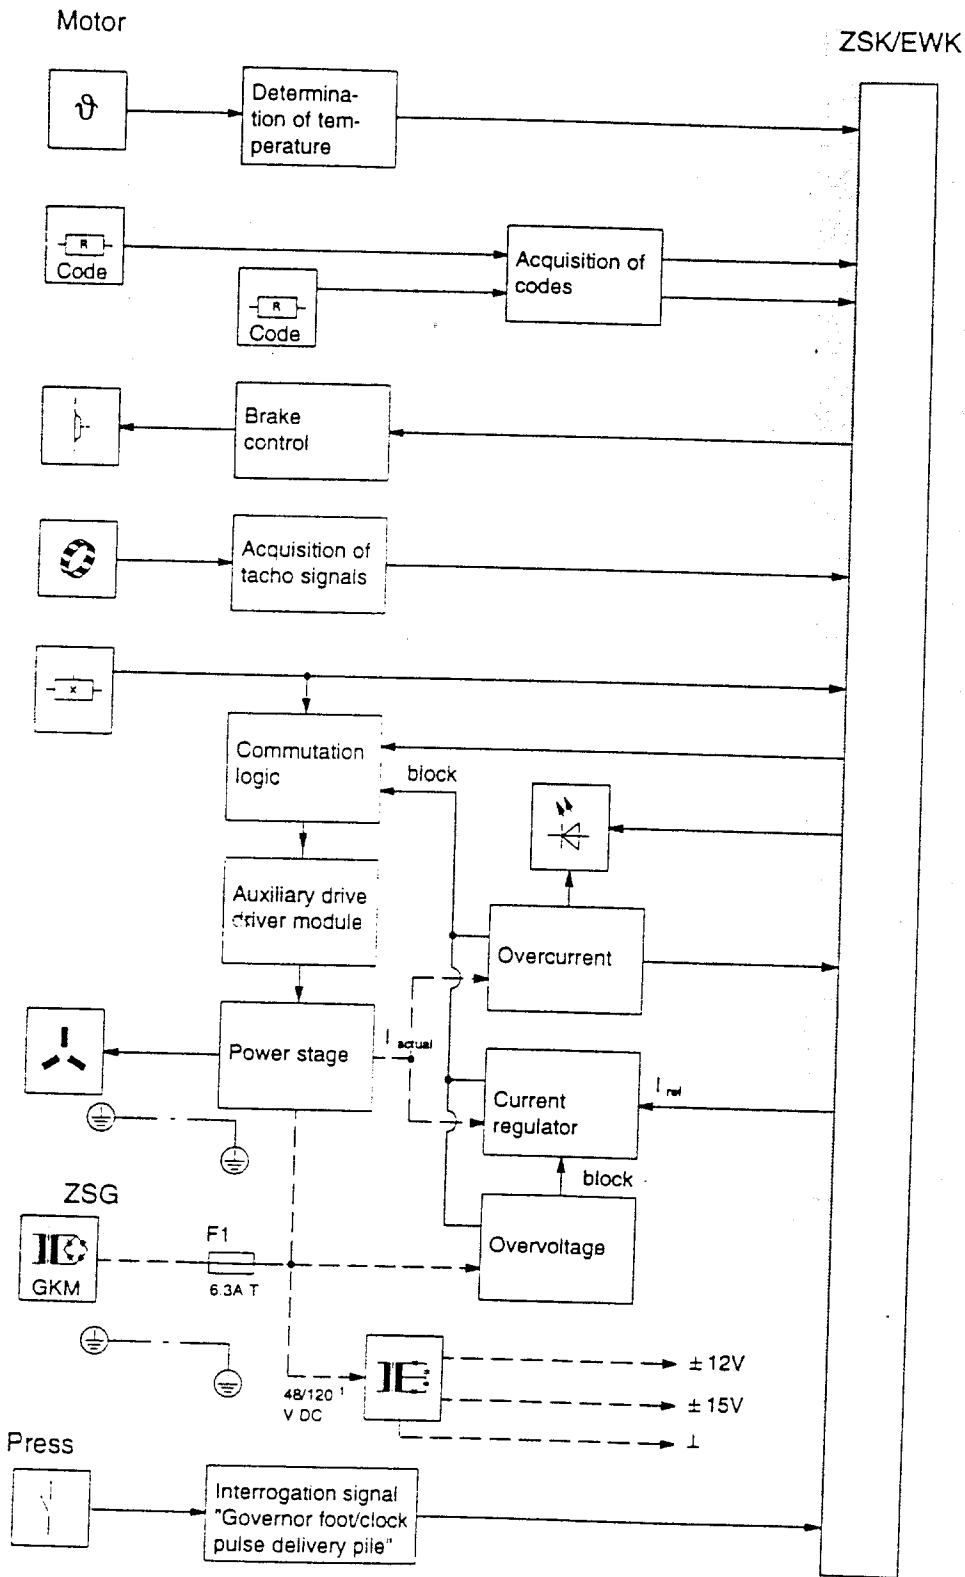 Motor
ZSK/EWK
ϑ
Determina-
tion of tem-
perature
R
Code
R
Code
Acquisition of
codes
Brake
control
Acquisition of
tacho signals
x
Commutation
logic
block
Auxiliary drive
driver module
Overcurrent
Power stage
I actual
Current
regulator
I ref
block
ZSG
GKM
F1
6.3A T
Overvoltage
48/120 1
V DC
± 12V
± 15V
⊥
Press
Interrogation signal
"Governor foot/clock
pulse delivery pile"